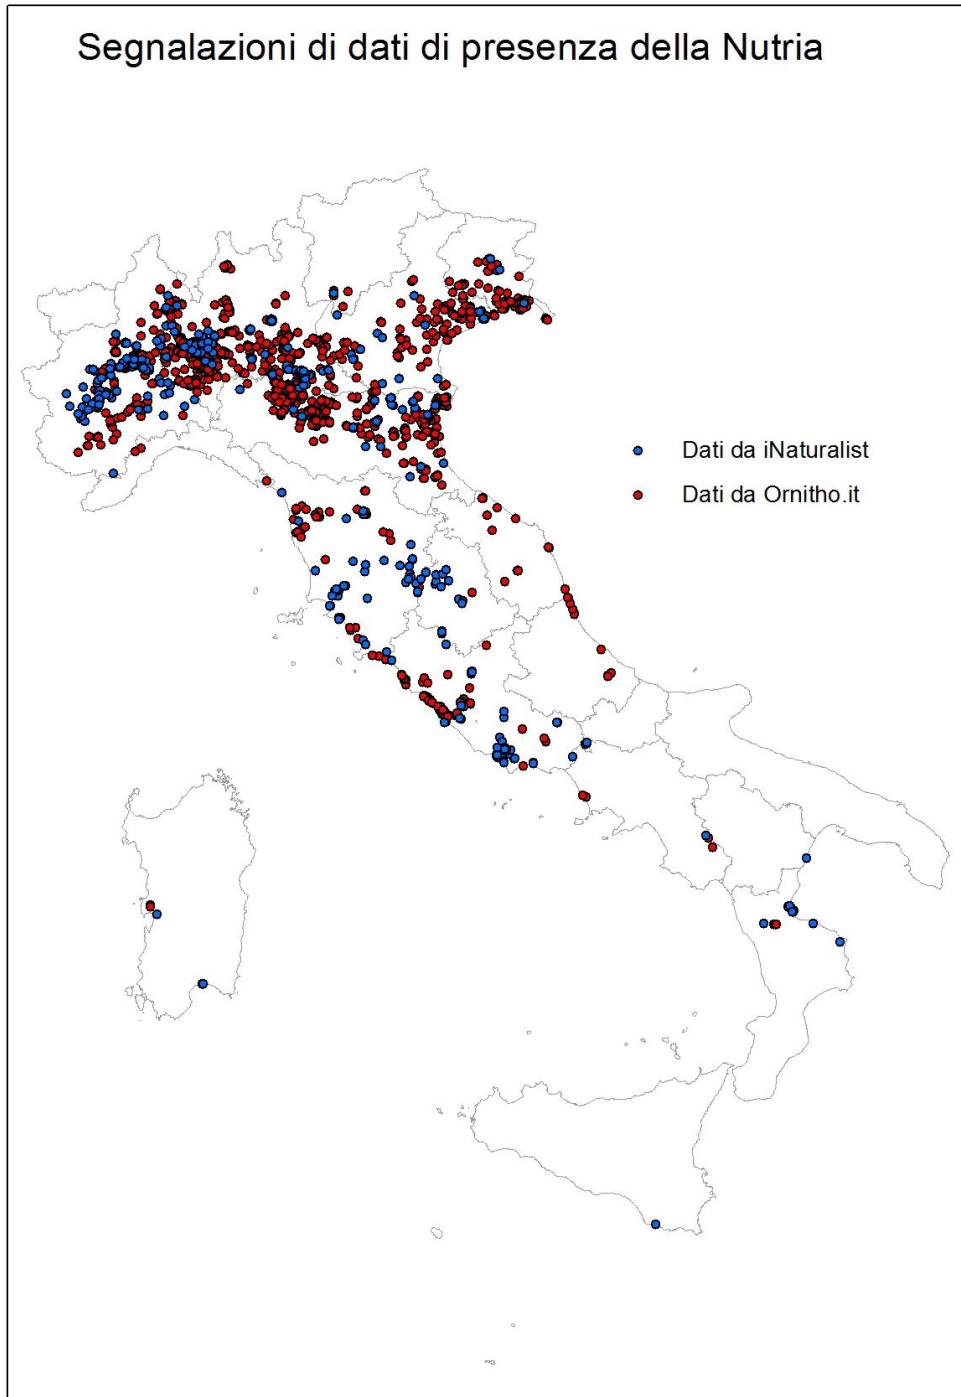 Segnalazioni di dati di presenza della Nutria
Dati da iNaturalist
Dati da Ornitho.it